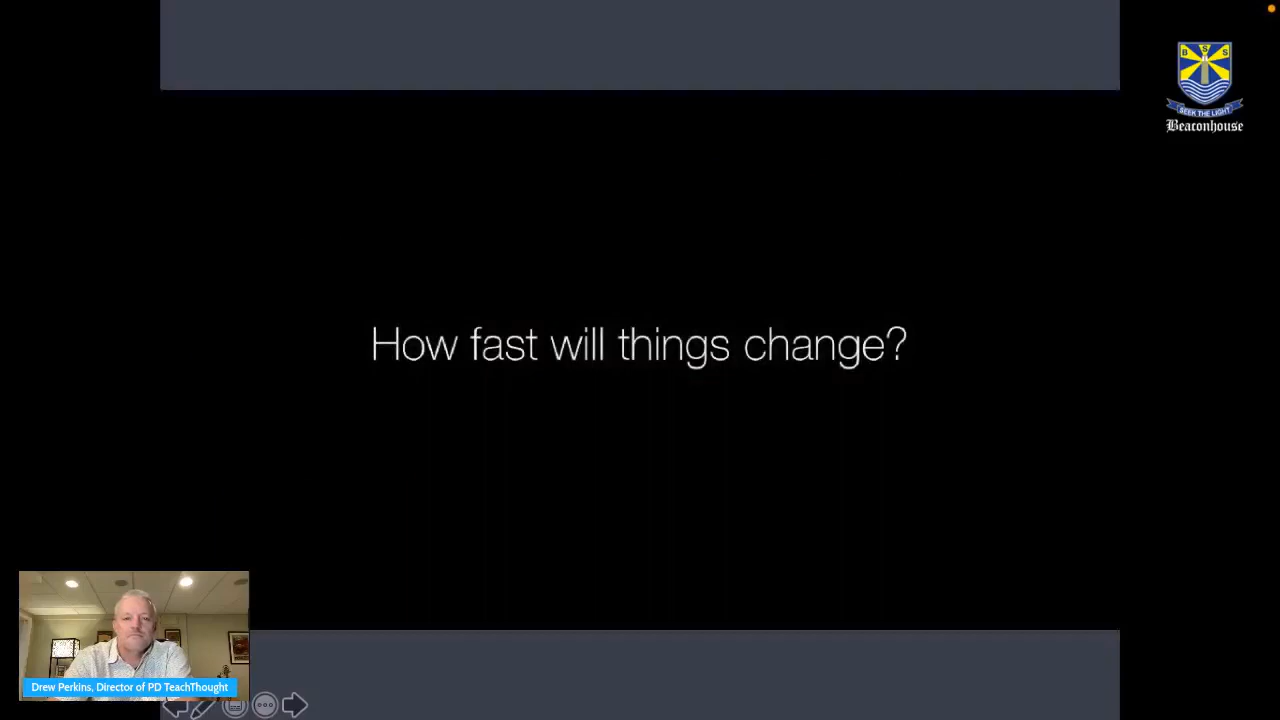 B S S
SEEK THE LIGHT
Beaconhouse
How fast will things change?
Drew Perkins, Director of PD TeachThought